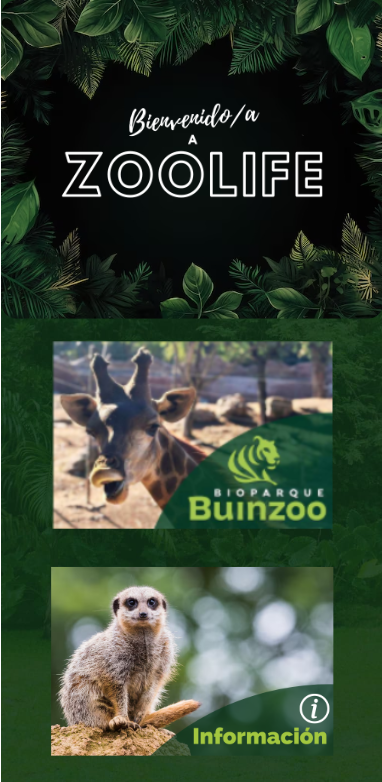 Bienvenido/a
A
ZOOLIFE
BIOPARQUE
Buinzoo
i
Información